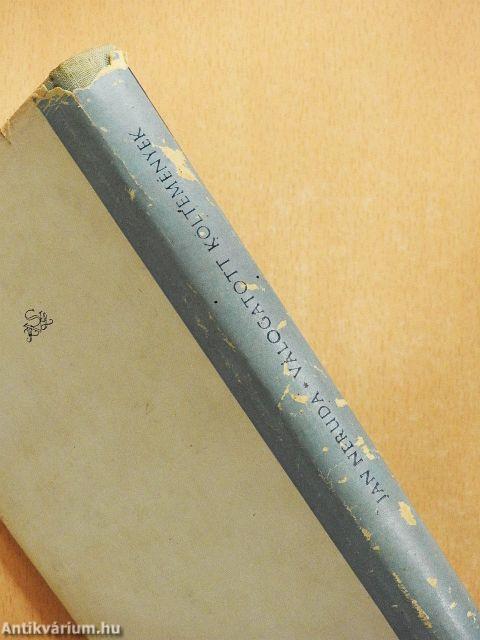 JAN NERUDA * VÁLOGATOTT KÖLTEMÉNYEK
Antikvárium.hu